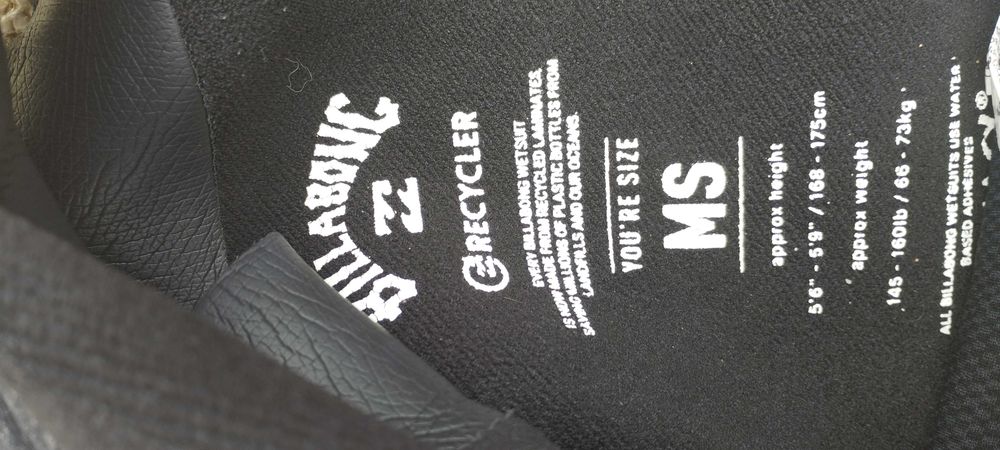 BILLABONG
RECYCLER
EVERY BILLABONG WETSUIT
IS NOW MADE FROM RECYCLED LAMINATES,
SAVING MILLIONS OF PLASTIC BOTTLES FROM
LANDFILLS AND OUR OCEANS.
YOU'RE SIZE
MS
approx height
5'6" - 5'9" / 168 - 175cm
approx weight
145 - 160lb / 66 - 73kg
ALL BILLABONG WETSUITS USE WATER
BASED ADHESIVES